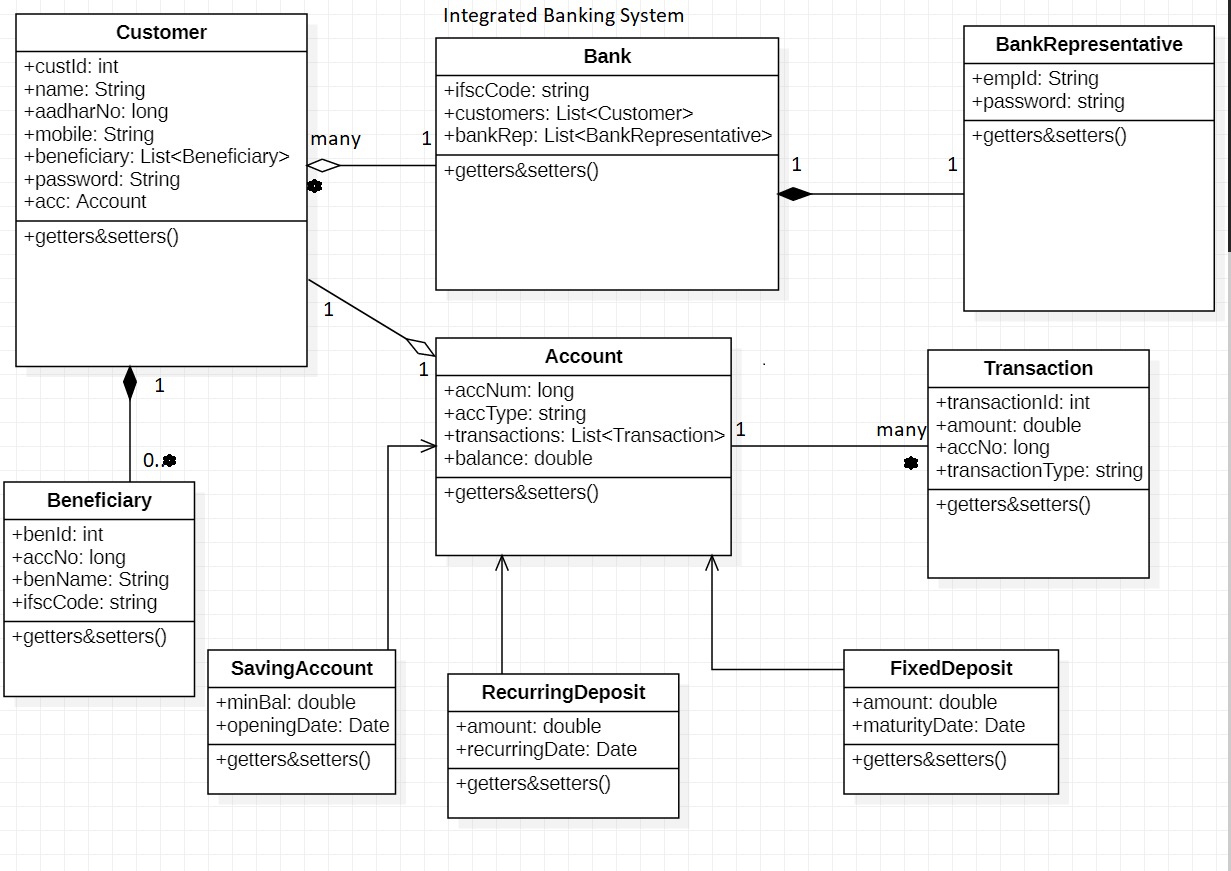 Integrated Banking System
Customer
+custId: int
+name: String
+aadharNo: long
+mobile: String
+beneficiary: List<Beneficiary>
+password: String
+acc: Account
+getters&setters()
many
1
*
Bank
+ifscCode: string
+customers: List<Customer>
+bankRep: List<BankRepresentative>
+getters&setters()
1
1
BankRepresentative
+empId: String
+password: string
+getters&setters()
1
1
Account
+accNum: long
+accType: string
+transactions: List<Transaction>
+balance: double
+getters&setters()
1
many
*
Transaction
+transactionId: int
+amount: double
+accNo: long
+transactionType: string
+getters&setters()
1
0..*
Beneficiary
+benId: int
+accNo: long
+benName: String
+ifscCode: string
+getters&setters()
SavingAccount
+minBal: double
+openingDate: Date
+getters&setters()
RecurringDeposit
+amount: double
+recurringDate: Date
+getters&setters()
FixedDeposit
+amount: double
+maturityDate: Date
+getters&setters()